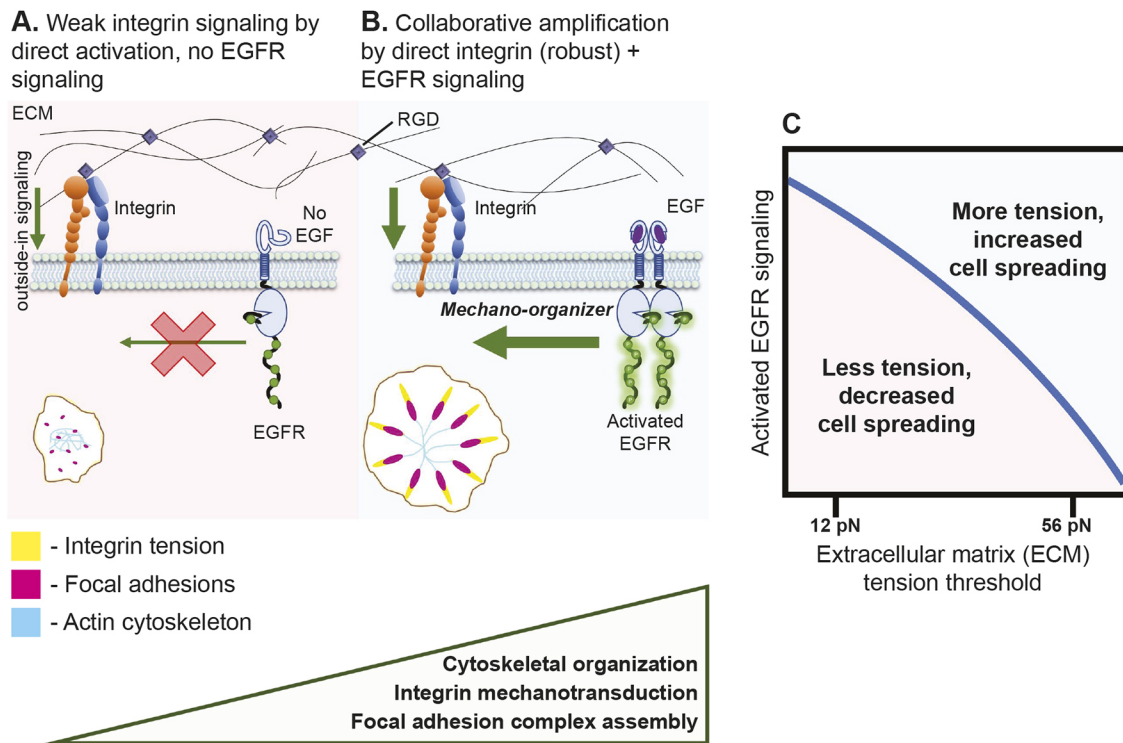 A. Weak integrin signaling by
direct activation, no EGFR
signaling
B. Collaborative amplification
by direct integrin (robust) +
EGFR signaling
ECM
RGD
outside-in signaling
Integrin
No
EGF
Integrin
EGF
Mechano-organizer
EGFR
Activated
EGFR
- Integrin tension
- Focal adhesions
- Actin cytoskeleton
Cytoskeletal organization
Integrin mechanotransduction
Focal adhesion complex assembly
C
Activated EGFR signaling
More tension,
increased
cell spreading
Less tension,
decreased
cell spreading
12 pN
56 pN
Extracellular matrix (ECM)
tension threshold